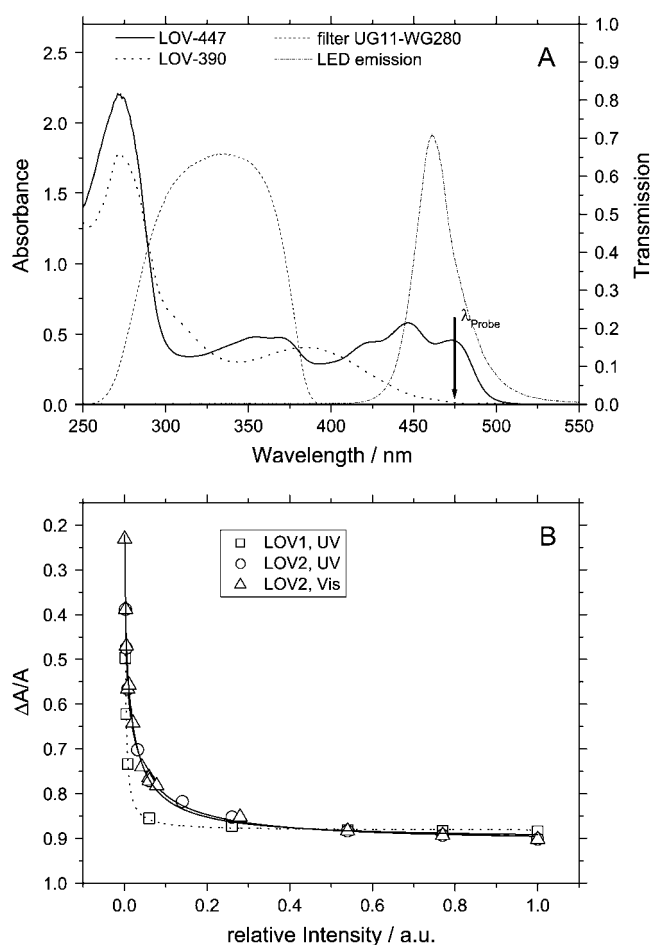 LOV-447 filter UG11-WG280
LOV-390 LED emission
A
2.5
2.0
1.5
1.0
0.5
0.0
Absorbance
1.0
0.9
0.8
0.7
0.6
0.5
0.4
0.3
0.2
0.1
0.0
Transmission
λProbe
250 300 350 400 450 500 550
Wavelength / nm
B
LOV1, UV
LOV2, UV
LOV2, Vis
0.2
0.3
0.4
0.5
0.6
0.7
0.8
0.9
1.0
ΔA/A
0.0 0.2 0.4 0.6 0.8 1.0
relative Intensity / a.u.